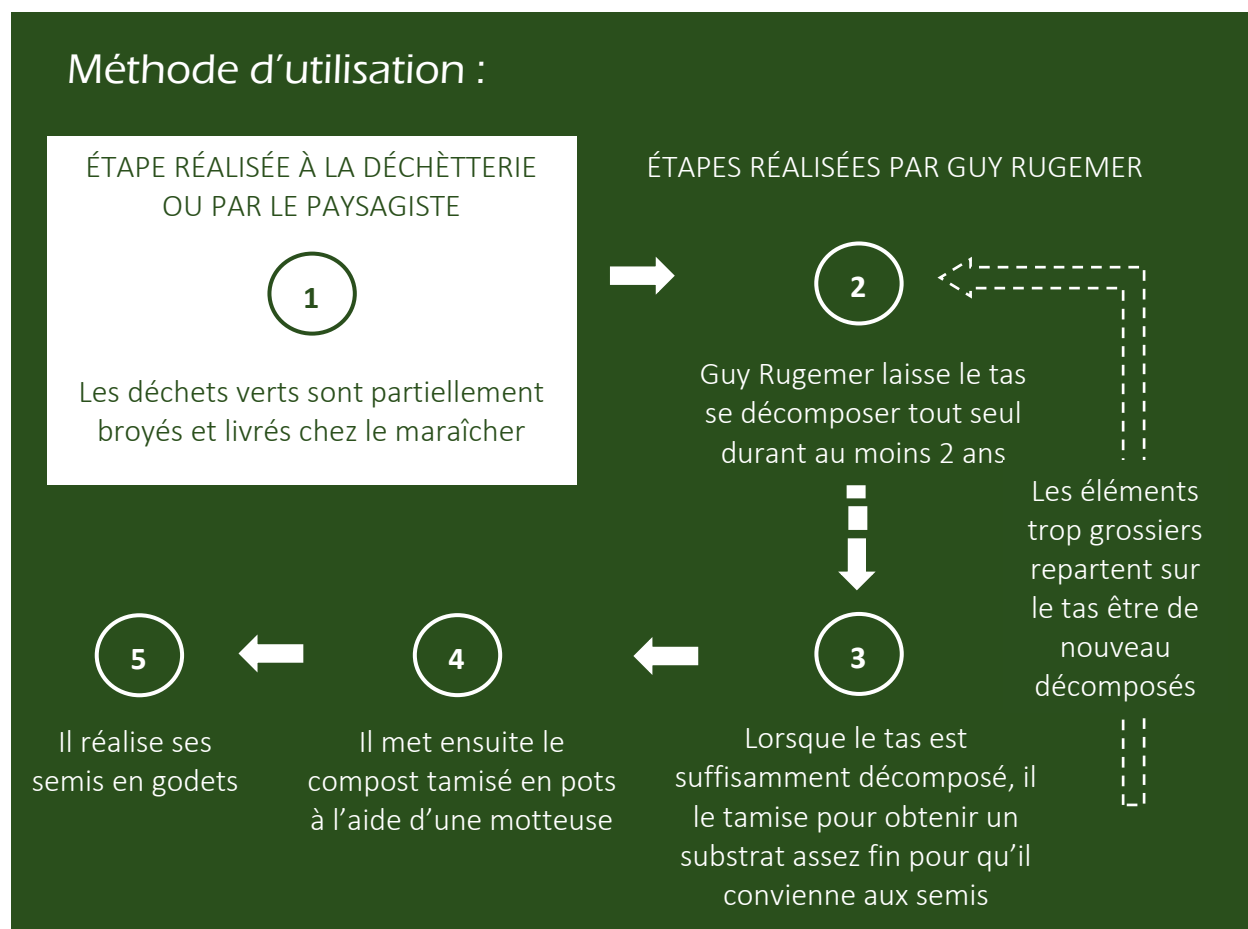 Méthode d'utilisation :
ÉTAPE RÉALISÉE À LA DÉCHÈTTERIE
OU PAR LE PAYSAGISTE
1
Les déchets verts sont partiellement
broyés et livrés chez le maraîcher
ÉTAPES RÉALISÉES PAR GUY RUGEMER
2
Guy Rugemer laisse le tas
se décomposer tout seul
durant au moins 2 ans
Les éléments
trop grossiers
repartent sur
le tas être de
nouveau
décomposés
3
Lorsque le tas est
suffisamment décomposé, il
le tamise pour obtenir un
substrat assez fin pour qu'il
convienne aux semis
4
Il met ensuite le
compost tamisé en pots
à l'aide d'une motteuse
5
Il réalise ses
semis en godets